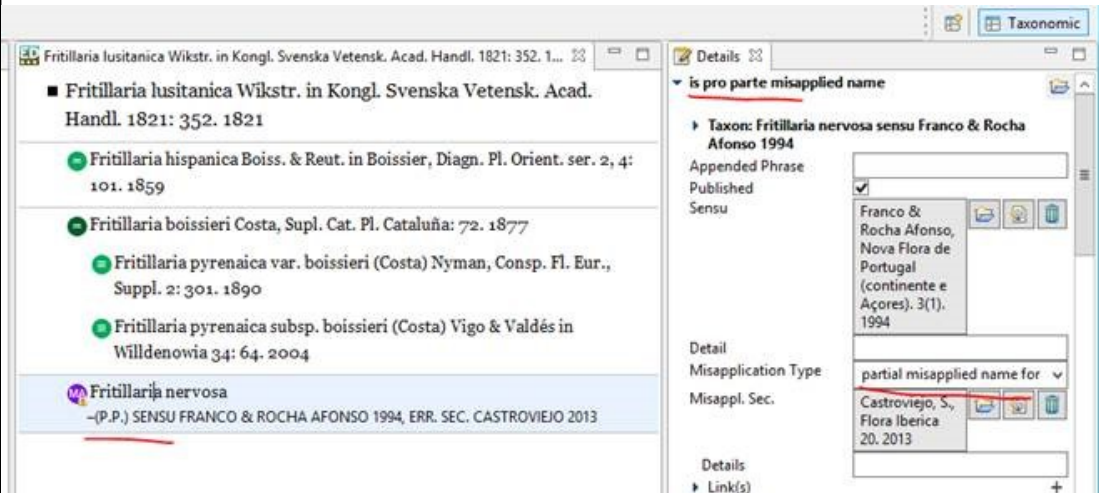 Taxonomic
Fritillaria lusitanica Wikstr. in Kongl. Svenska Vetensk. Acad. Handl. 1821: 352. 1...
Fritillaria lusitanica Wikstr. in Kongl. Svenska Vetensk. Acad.
Handl. 1821: 352. 1821
Fritillaria hispanica Boiss. & Reut. in Boissier, Diagn. Pl. Orient. ser. 2, 4:
101. 1859
Fritillaria boissieri Costa, Supl. Cat. Pl. Cataluña: 72. 1877
Fritillaria pyrenaica var. boissieri (Costa) Nyman, Consp. Fl. Eur.,
Suppl. 2: 301. 1890
Fritillaria pyrenaica subsp. boissieri (Costa) Vigo & Valdés in
Willdenowia 34: 64. 2004
MA Fritillaria nervosa
–(P.P.) SENSU FRANCO & ROCHA AFONSO 1994, ERR. SEC. CASTROVIEJO 2013
Details
is pro parte misapplied name
Taxon: Fritillaria nervosa sensu Franco & Rocha
Afonso 1994
Appended Phrase
Published
Sensu
Franco &
Rocha Afonso,
Nova Flora de
Portugal
(continente e
Açores). 3(1).
1994
Detail
Misapplication Type
partial misapplied name for
Misappl. Sec.
Castroviejo, S.,
Flora Iberica
20. 2013
Details
Link(s)